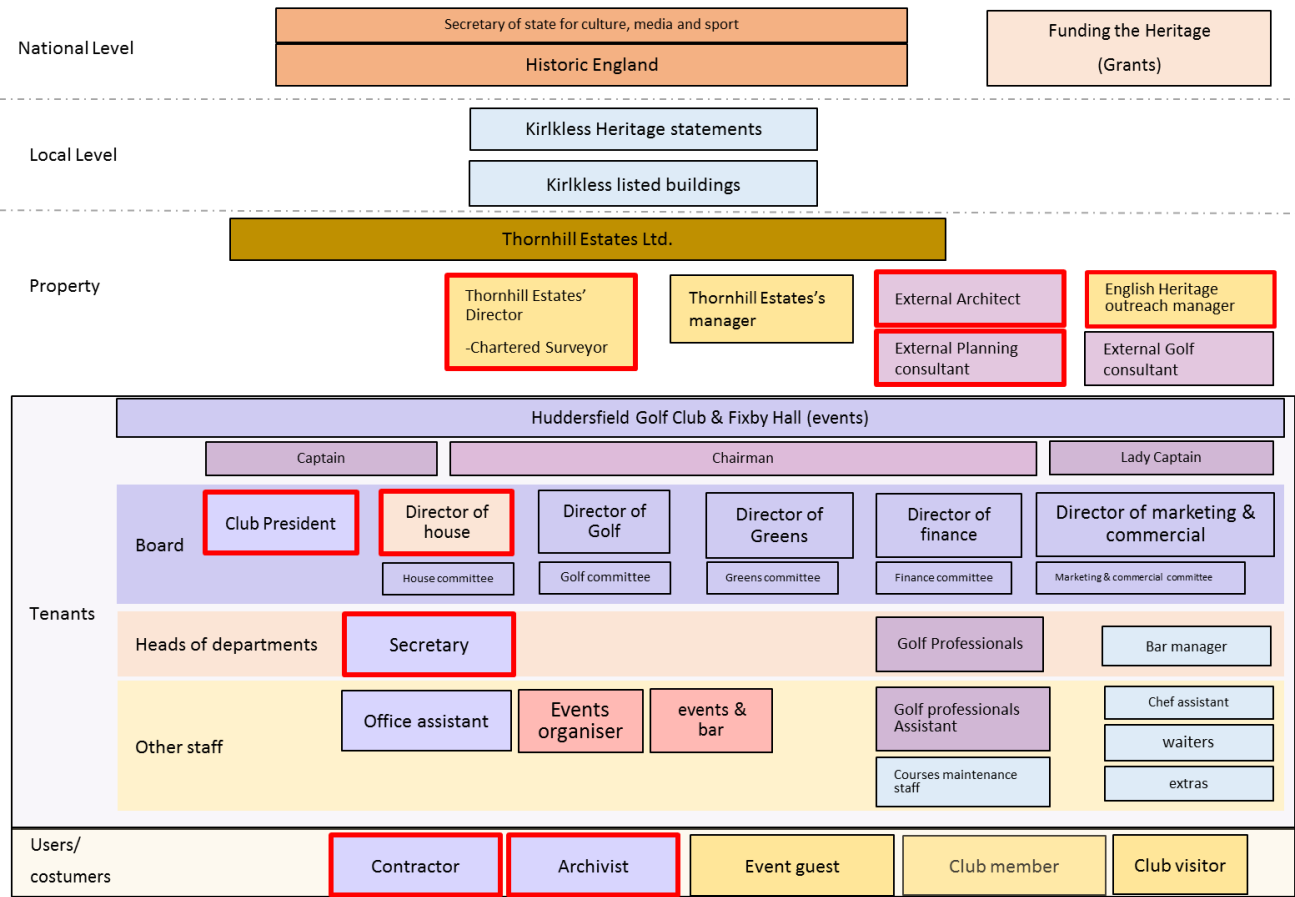 National Level
Secretary of state for culture, media and sport
Historic England
Funding the Heritage
(Grants)
Local Level
Kirlkless Heritage statements
Kirlkless listed buildings
Property
Thornhill Estates Ltd.
Thornhill Estates'
Director
-Chartered Surveyor
Thornhill Estates's
manager
External Architect
English Heritage
outreach manager
External Planning
consultant
External Golf
consultant
Tenants
Huddersfield Golf Club & Fixby Hall (events)
Captain
Chairman
Lady Captain
Board
Club President
Director of
house
Director of
Golf
Director of
Greens
Director of
finance
Director of marketing &
commercial
House committee
Golf committee
Greens committee
Finance committee
Marketing & commercial committee
Heads of departments
Secretary
Golf Professionals
Bar manager
Other staff
Office assistant
Events
organiser
events &
bar
Golf professionals
Assistant
Courses maintenance
staff
Chef assistant
waiters
extras
Users/
costumers
Contractor
Archivist
Event guest
Club member
Club visitor